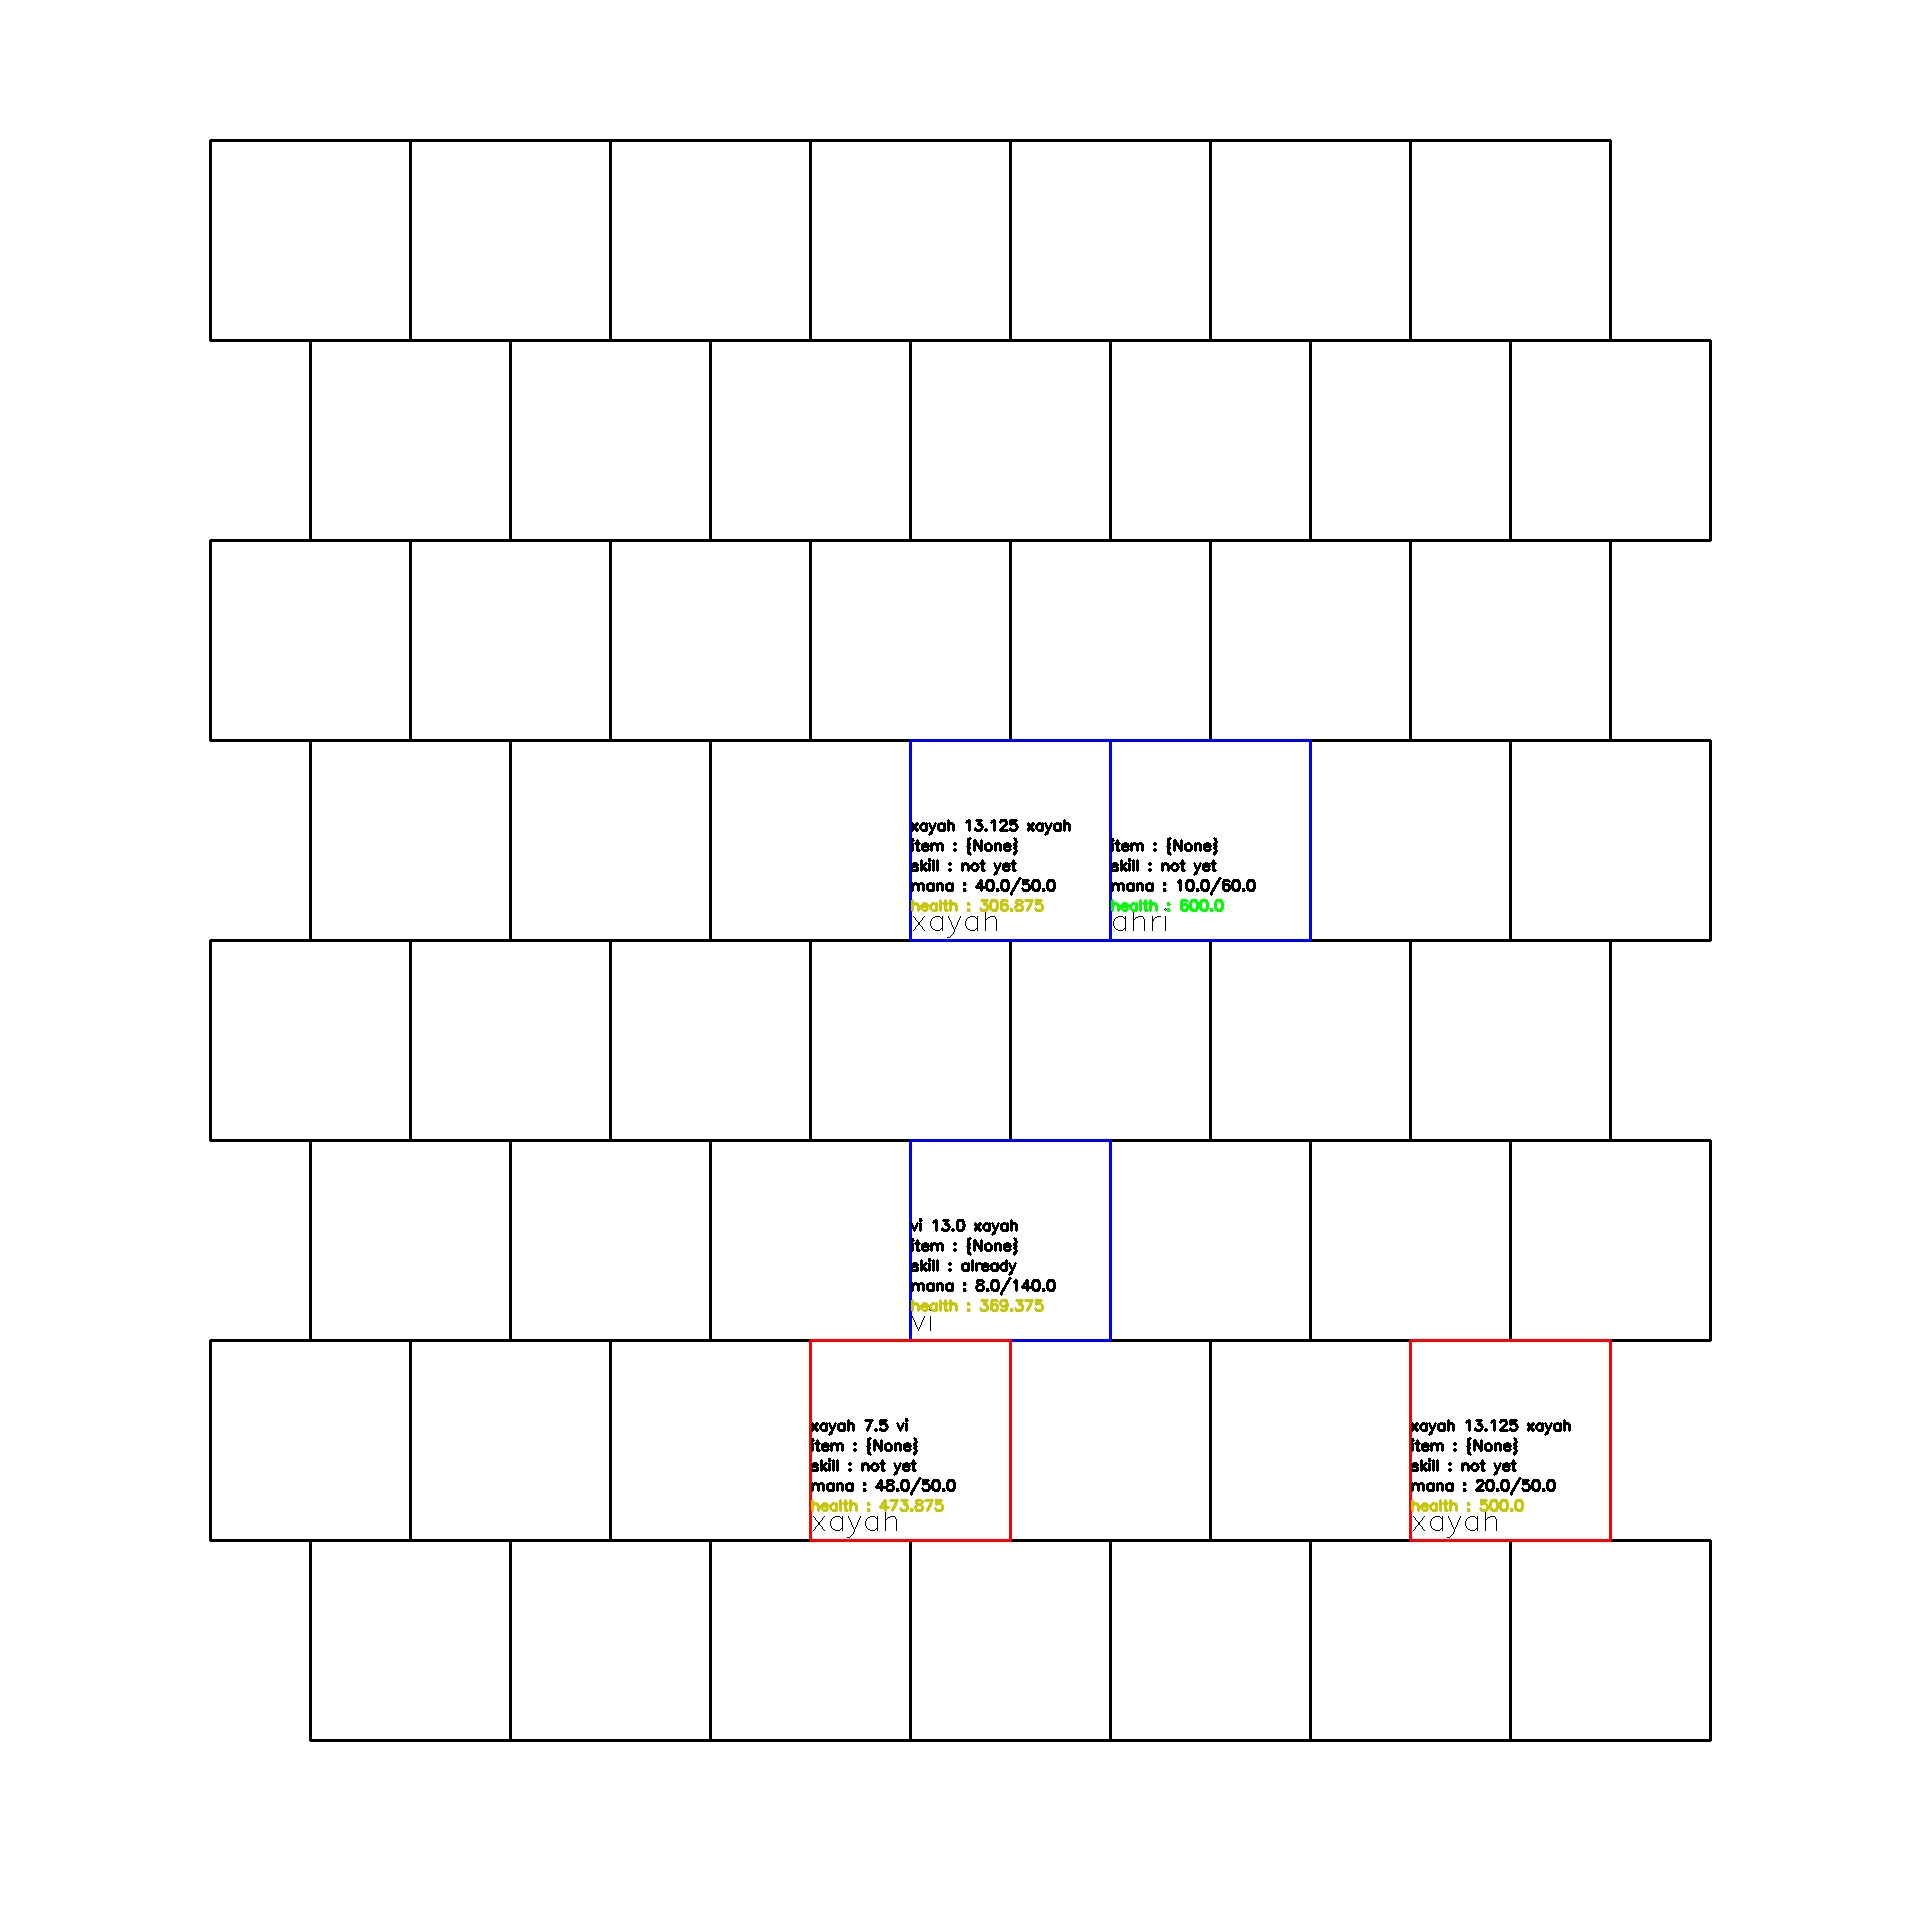 xayah 13.125 xayah
item : {None}
skill : not yet
mana : 40.0/50.0
health : 306.875
xayah
item : {None}
skill : not yet
mana : 10.0/60.0
health : 600.0
ahri
vi 13.0 xayah
item : {None}
skill : already
mana : 8.0/140.0
health : 369.375
vi
xayah 7.5 vi
item : {None}
skill : not yet
mana : 48.0/50.0
health : 473.875
xayah
xayah 13.125 xayah
item : {None}
skill : not yet
mana : 20.0/50.0
health : 500.0
xayah